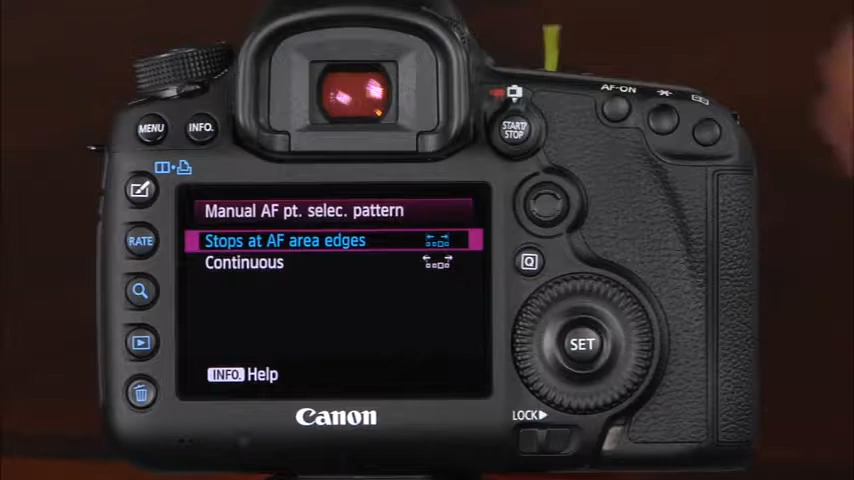 AF-ON
MENU
INFO.
START/
STOP
Manual AF pt. selec. pattern
Stops at AF area edges
RATE
Continuous
Q
SET
INFO. Help
Canon
LOCK